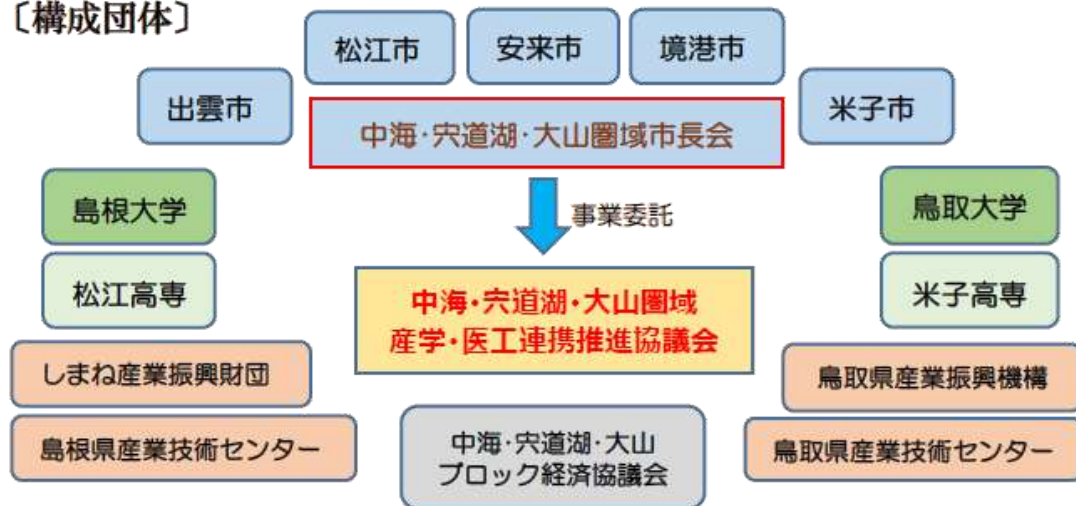 〔構成団体〕
松江市
安来市
境港市
出雲市
米子市
中海・宍道湖・大山圏域市長会
島根大学
鳥取大学
事業委託
松江高専
米子高専
中海・宍道湖・大山圏域
産学・医工連携推進協議会
しまね産業振興財団
鳥取県産業振興機構
島根県産業技術センター
中海・宍道湖・大山
ブロック経済協議会
鳥取県産業技術センター